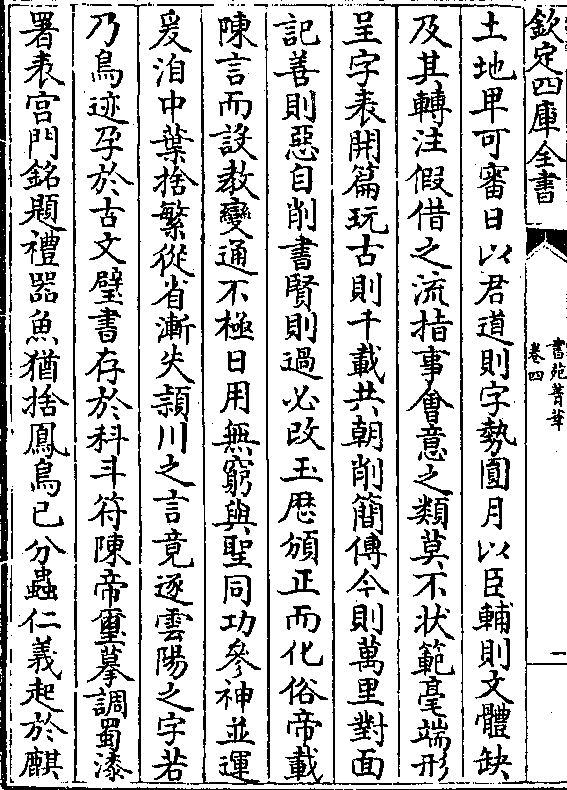 欽定四庫全書
書苑菁華
卷四
一
土地卑可審日以君道則字勢圓月以臣輔則文體缺
及其轉注假借之流指事會意之類莫不状範毫端形
呈字表開篇玩古則千載共朝削簡傳今則萬里對面
記善則惡自削書賢則過必改玉厯頒正而化俗帝載
陳言而設教變通不極日用無窮與聖同功參神並運
爰洎中葉捨繁從省漸失頴川之言竟逐雲陽之字若
乃鳥迹孕於古文壁書存於科斗符陳帝璽摹調蜀漆
署表宫門銘題禮器魚猶捨鳳鳥已分蟲仁義起於麒